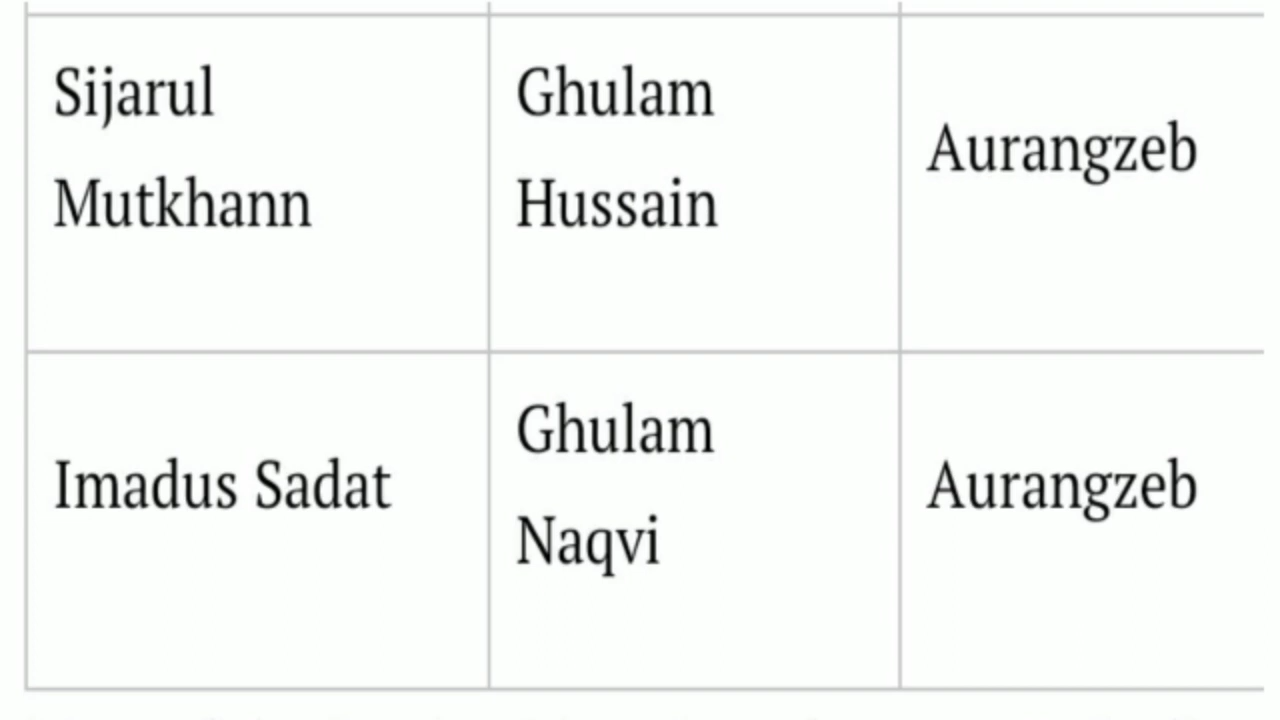 Sijarul
Mutkhann
Ghulam
Hussain
Aurangzeb
Imadus Sadat
Ghulam
Naqvi
Aurangzeb